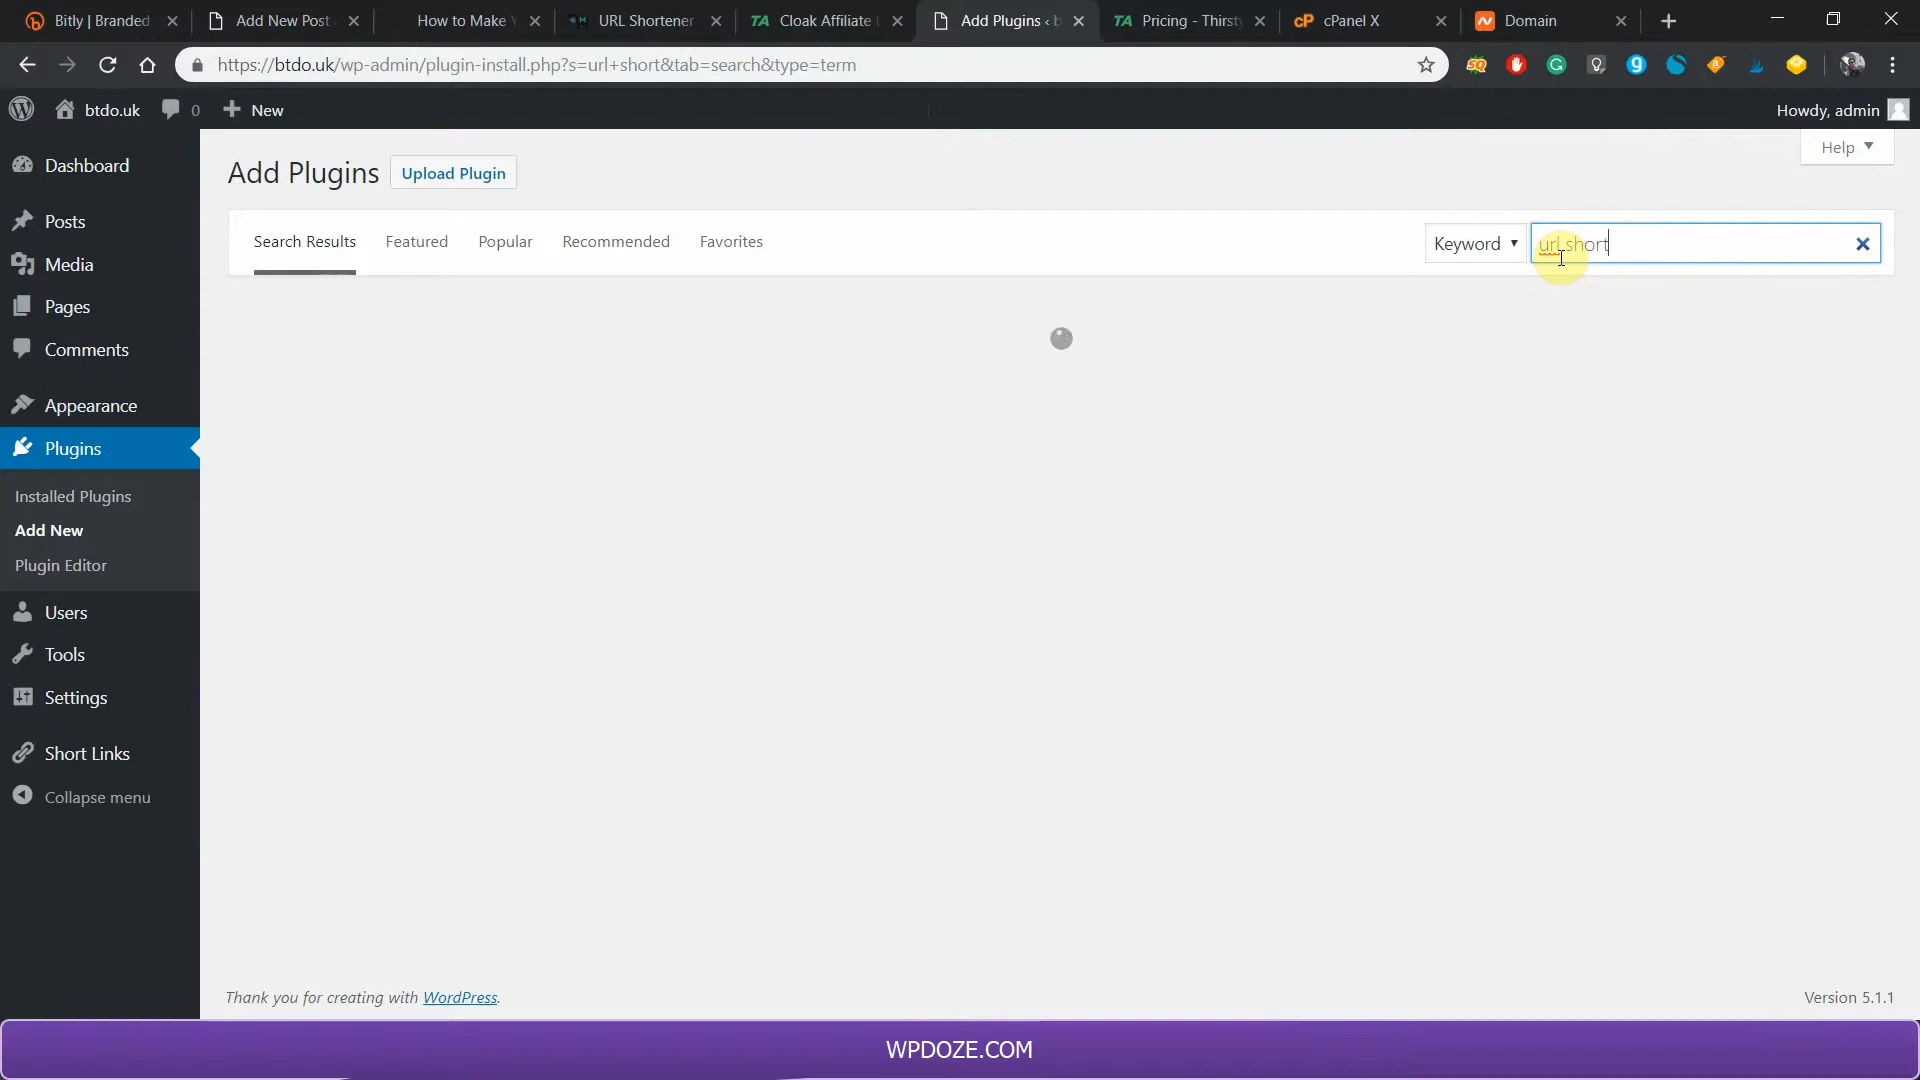 Bitly | Branded
Add New Post
How to Make
URL Shortener
Cloak Affiliate
Add Plugins ‹ b
Pricing - Thirsty
cPanel X
Domain
https://btdo.uk/wp-admin/plugin-install.php?s=url+short&tab=search&type=term
btdo.uk
0
New
Howdy, admin
Help
Dashboard
Posts
Media
Pages
Comments
Appearance
Plugins
Installed Plugins
Add New
Plugin Editor
Users
Tools
Settings
Short Links
Collapse menu
Add Plugins
Upload Plugin
Search Results
Featured
Popular
Recommended
Favorites
Keyword
url short
Thank you for creating with WordPress.
Version 5.1.1
WPDOZE.COM